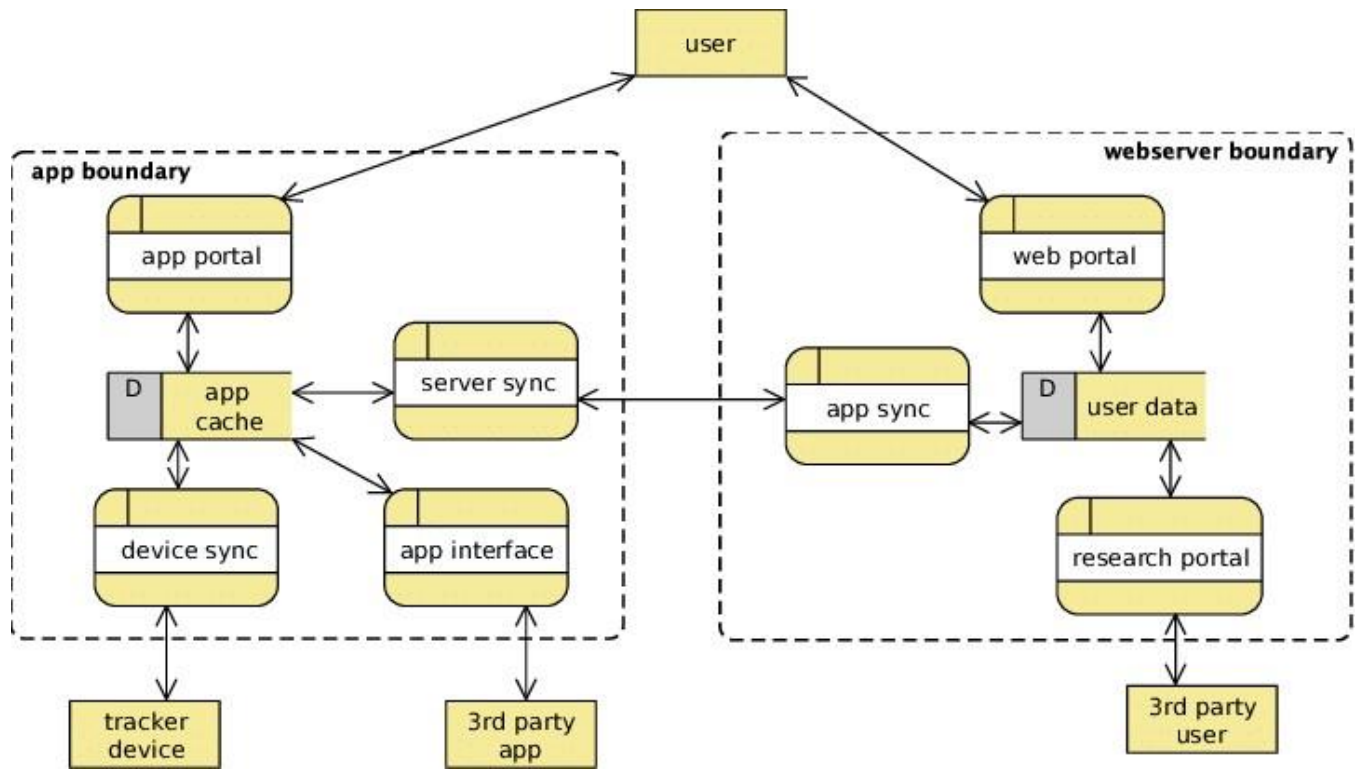 user
app boundary
webserver boundary
app portal
web portal
D
app
cache
server sync
app sync
D
user data
device sync
app interface
research portal
tracker
device
3rd party
app
3rd party
user